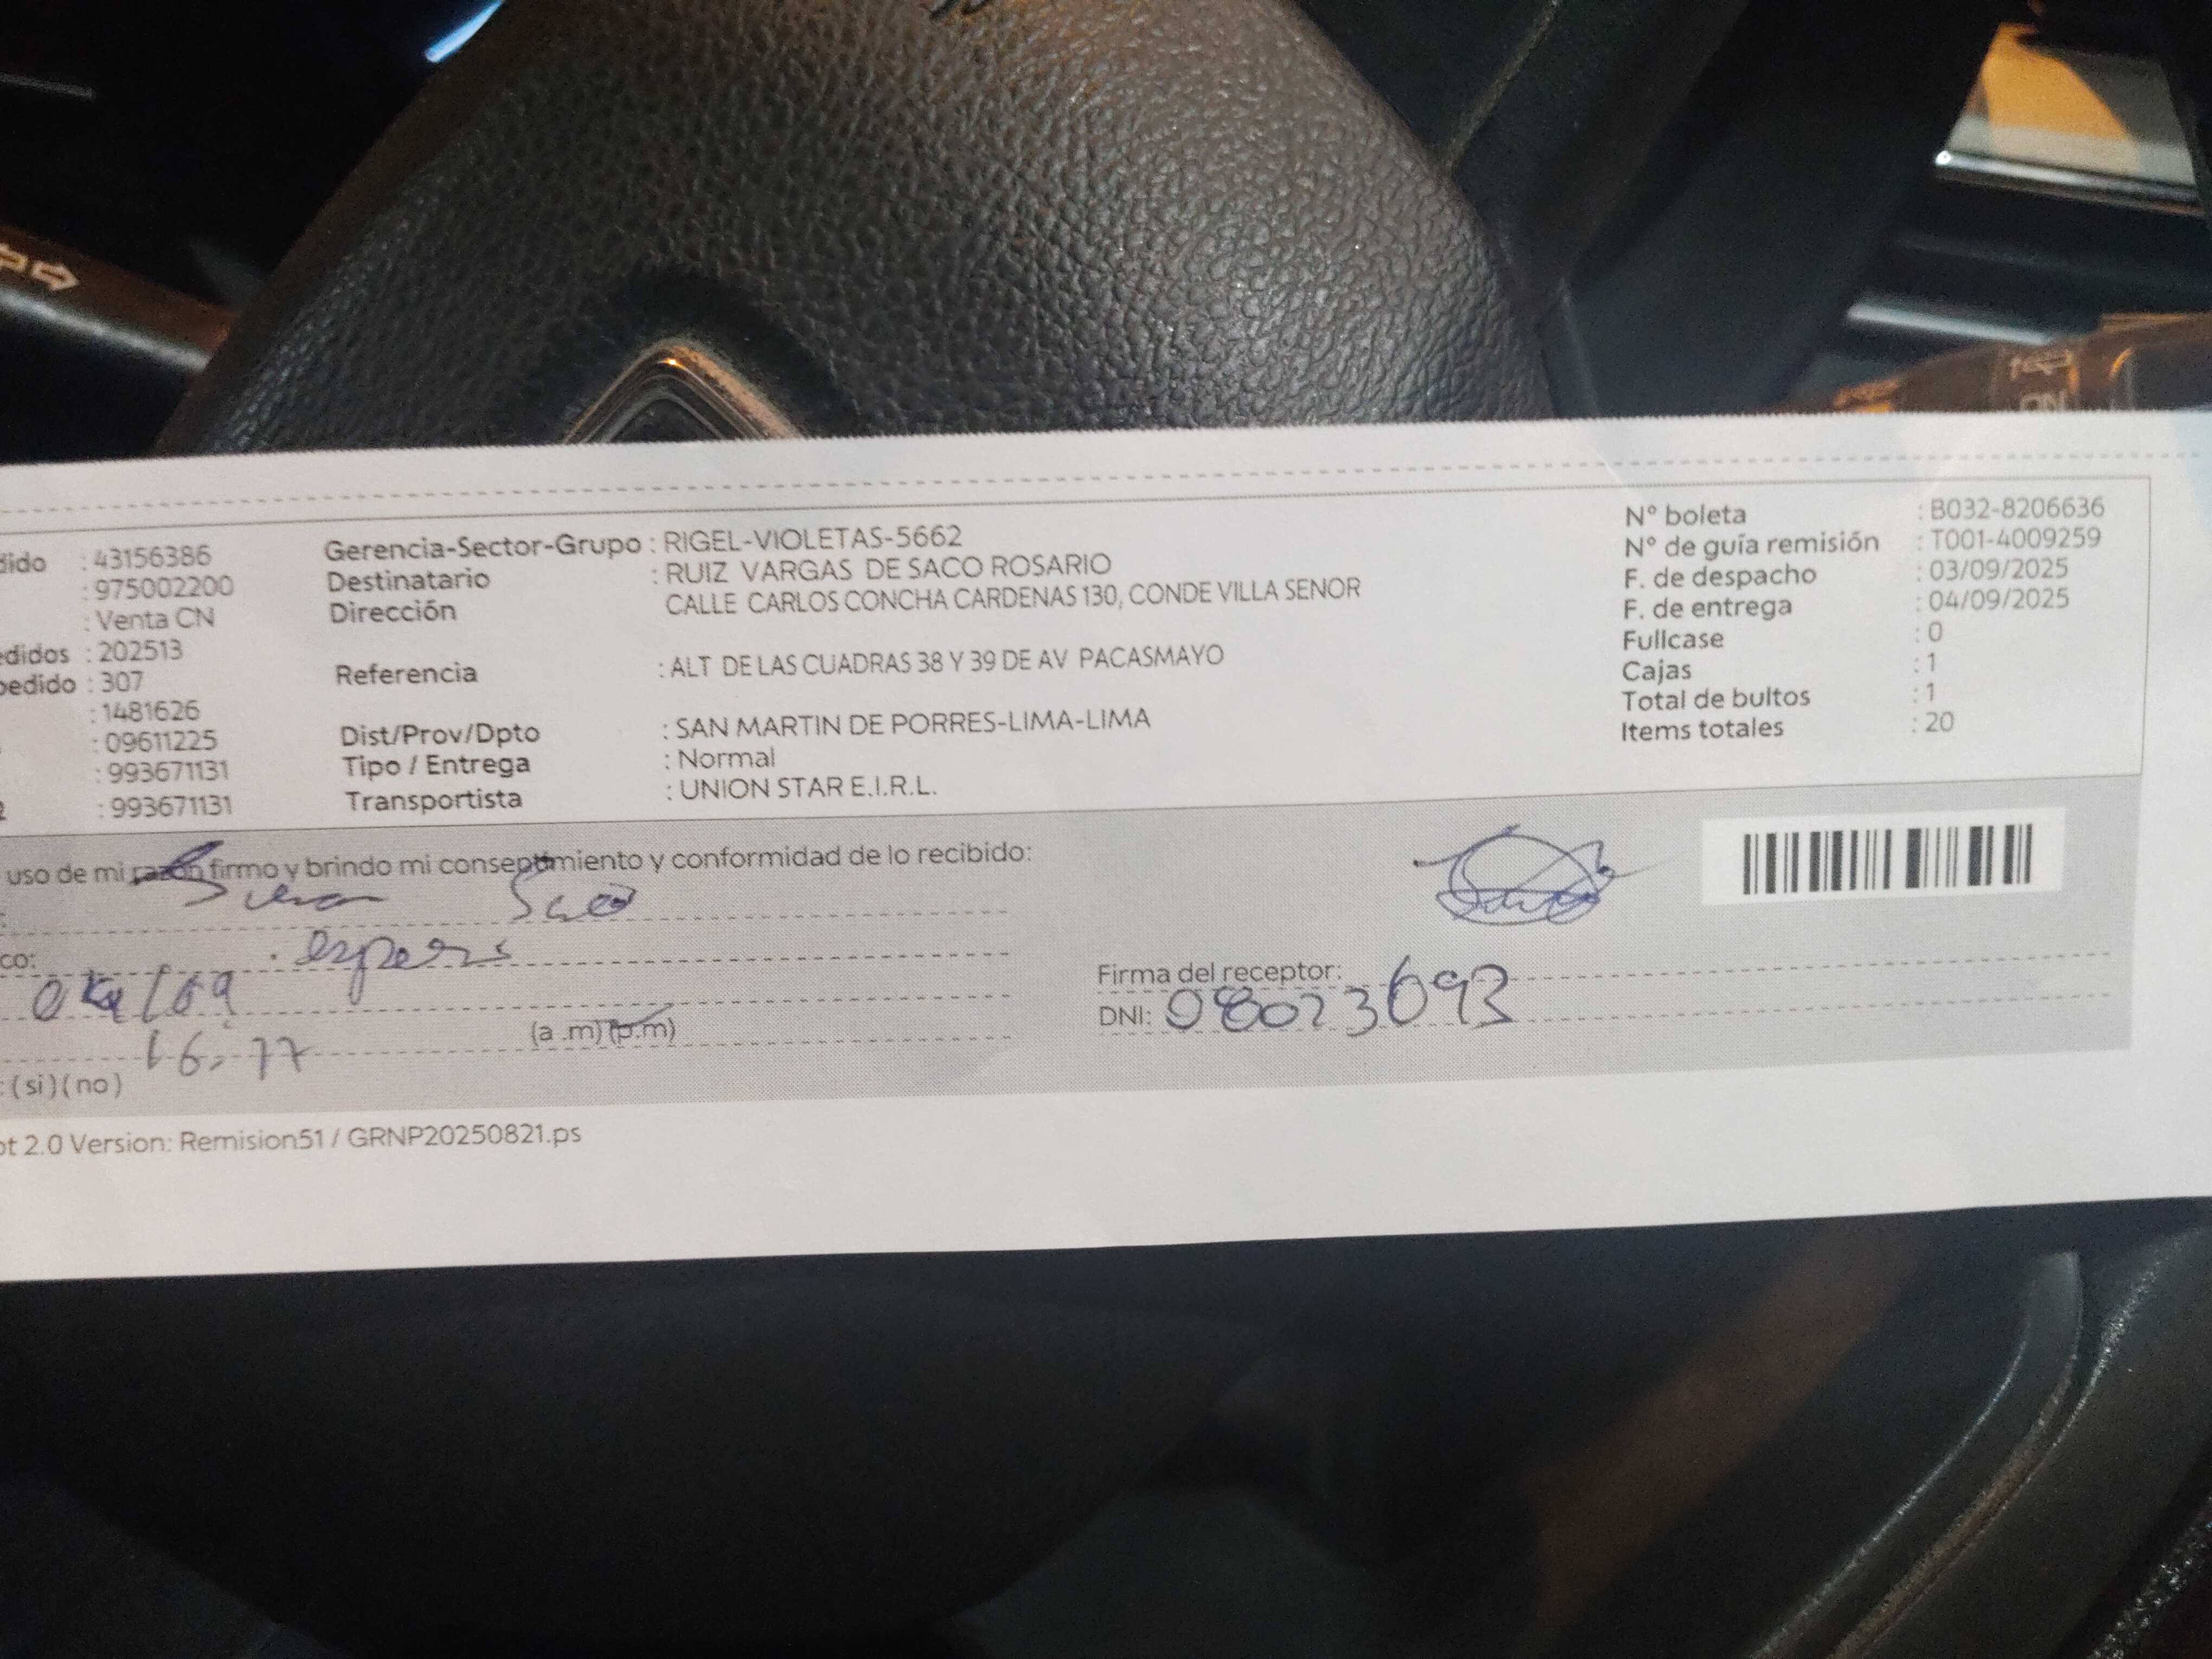 dido : 43156386 Gerencia-Sector-Grupo : RIGEL-VIOLETAS-5662 N° boleta : B032-8206636
: 975002200 Destinatario : RUIZ VARGAS DE SACO ROSARIO N° de guía remisión : T001-4009259
: Venta CN Dirección CALLE CARLOS CONCHA CARDENAS 130, CONDE VILLA SENOR F. de despacho : 03/09/2025
F. de entrega : 04/09/2025
edidos : 202513 Fullcase : 0
pedido : 307 Referencia : ALT DE LAS CUADRAS 38 Y 39 DE AV PACASMAYO Cajas : 1
: 1481626 Total de bultos : 1
: 09611225 Dist/Prov/Dpto : SAN MARTIN DE PORRES-LIMA-LIMA Items totales : 20
: 993671131 Tipo / Entrega : Normal
2 : 993671131 Transportista : UNION STAR E.I.R.L.
uso de mi razón firmo y brindo mi consentimiento y conformidad de lo recibido:
Saco
co:
Firma del receptor:
DNI: 08023693
(a .m) (p.m)
: (si) (no)
ot 2.0 Version: Remision51 / GRNP20250821.ps
ON